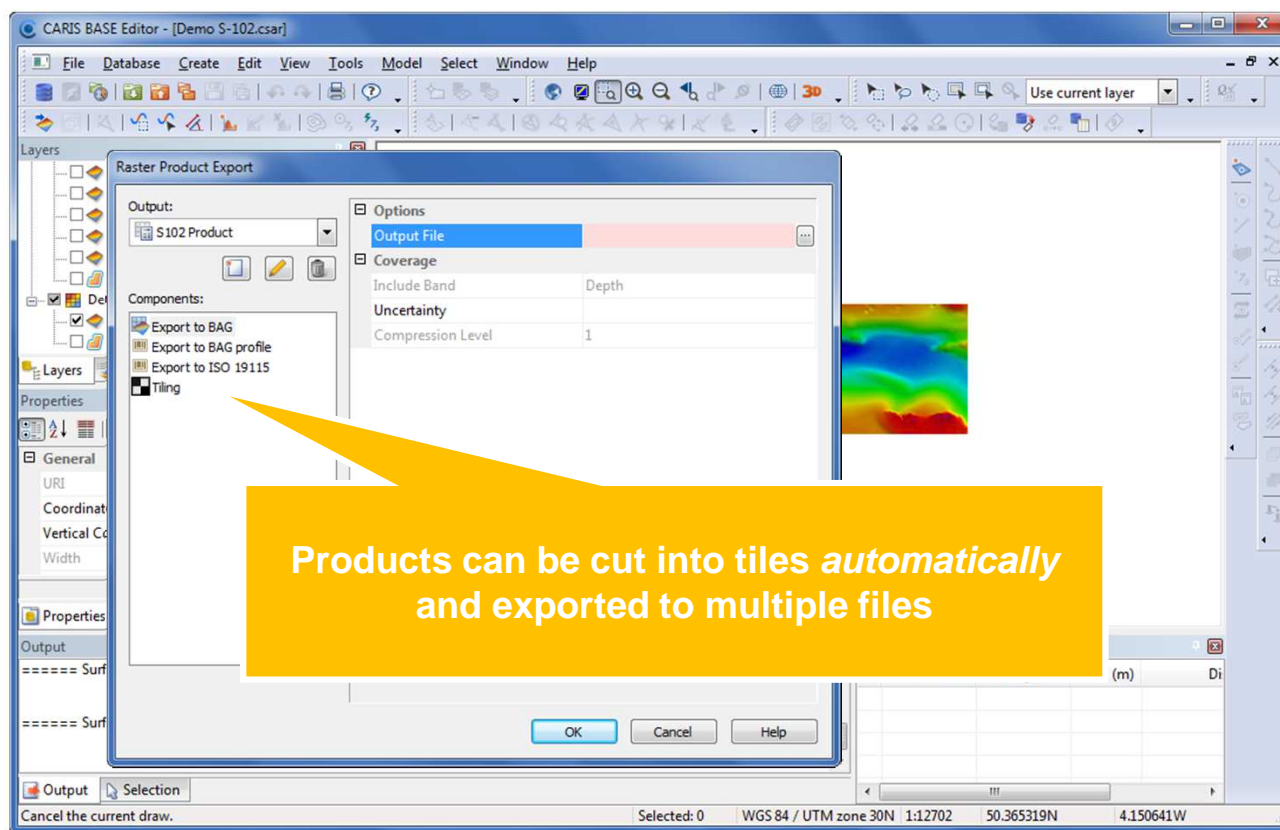 CARIS BASE Editor - [Demo S-102.csar]
File Database Create Edit View Tools Model Select Window Help
3D
Use current layer
Layers
Raster Product Export
Output:
S102 Product
Components:
Export to BAG
Export to BAG profile
Export to ISO 19115
Tiling
Options
Output File
Coverage
Include Band Depth
Uncertainty
Compression Level 1
Layers
Properties
General
URI
Width
Products can be cut into tiles automatically
and exported to multiple files
Properties
Output
====== Surf
(m)
====== Surf
OK Cancel Help
Output Selection
Cancel the current draw. Selected: 0 WGS 84 / UTM zone 30N 1:12702 50.365319N 4.150641W